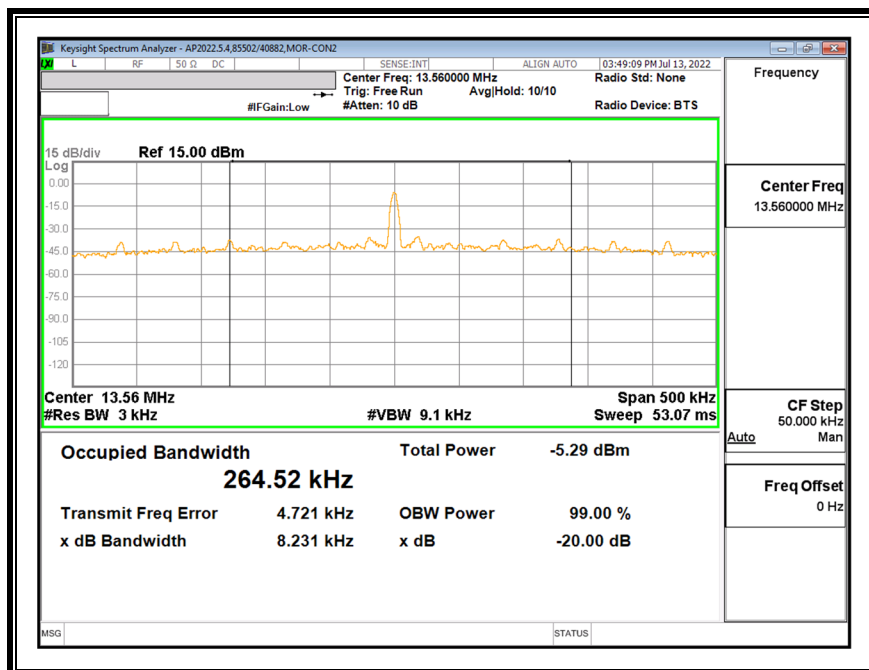 Keysight Spectrum Analyzer - AP2022.5.4,85502/40882,MOR-CON2
LXI L RF 50 Ω DC SENSE:INT ALIGN AUTO 03:49:09 PM Jul 13, 2022
Center Freq: 13.560000 MHz Radio Std: None
Trig: Free Run Avg|Hold: 10/10
#IFGain:Low #Atten: 10 dB Radio Device: BTS
15 dB/div Ref 15.00 dBm
Log
0.00
-15.0
-30.0
-45.0
-60.0
-75.0
-90.0
-105
-120
Center 13.56 MHz Span 500 kHz
#Res BW 3 kHz #VBW 9.1 kHz Sweep 53.07 ms
Occupied Bandwidth Total Power -5.29 dBm
264.52 kHz
Transmit Freq Error 4.721 kHz OBW Power 99.00 %
x dB Bandwidth 8.231 kHz x dB -20.00 dB
Frequency
Center Freq
13.560000 MHz
CF Step
50.000 kHz
Auto Man
Freq Offset
0 Hz
MSG STATUS